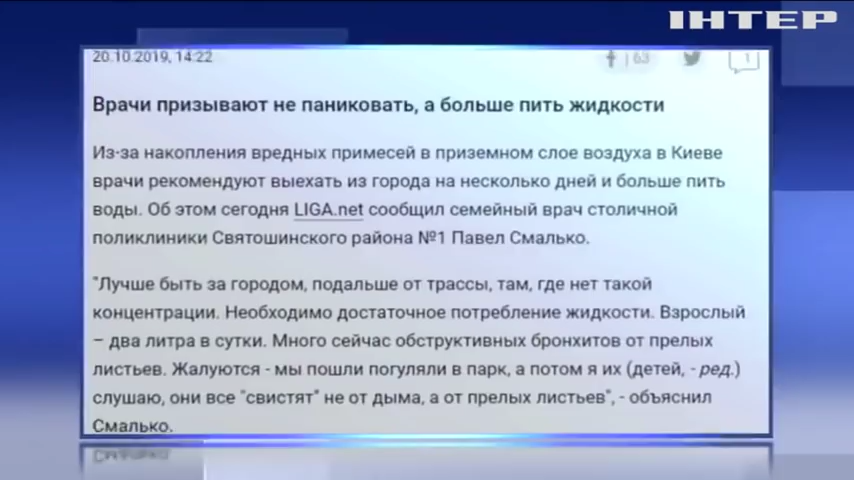 ІНТЕР
20.10.2019, 14:22
63
1
Врачи призывают не паниковать, а больше пить жидкости
Из-за накопления вредных примесей в приземном слое воздуха в Киеве
врачи рекомендуют выехать из города на несколько дней и больше пить
воды. Об этом сегодня LIGA.net сообщил семейный врач столичной
поликлиники Святошинского района №1 Павел Смалько.
"Лучше быть за городом, подальше от трассы, там, где нет такой
концентрации. Необходимо достаточное потребление жидкости. Взрослый
– два литра в сутки. Много сейчас обструктивных бронхитов от прелых
листьев. Жалуются - мы пошли погуляли в парк, а потом я их (детей, - ред.)
слушаю, они все "свистят" не от дыма, а от прелых листьев", - объяснил
Смалько.